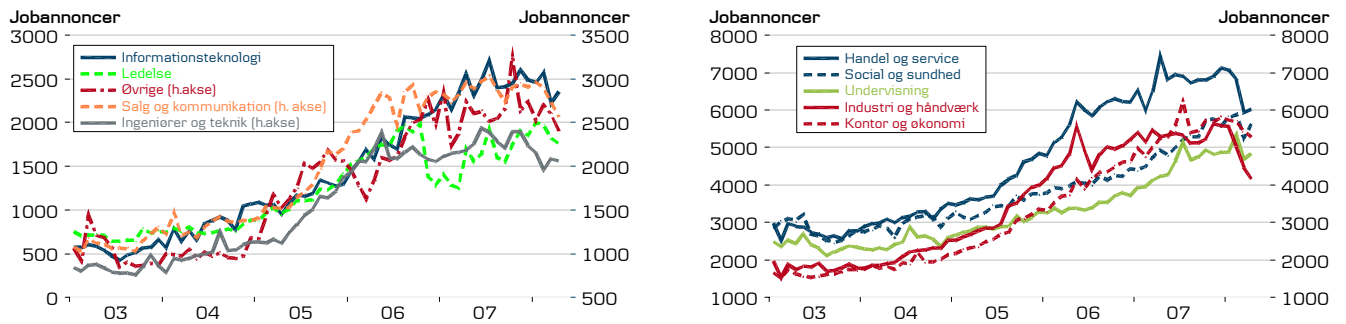 Jobannoncer Jobannoncer
3000 3500
2500 3000
2000 2500
1500 2000
1000 1500
500 1000
0 500
Informationsteknologi
Ledelse
Øvrige (h.akse)
Salg og kommunikation (h. akse)
Ingeniører og teknik (h.akse)
03 04 05 06 07
Jobannoncer Jobannoncer
8000 8000
7000 7000
6000 6000
5000 5000
4000 4000
3000 3000
2000 2000
1000 1000
Handel og service
Social og sundhed
Undervisning
Industri og håndværk
Kontor og økonomi
03 04 05 06 07